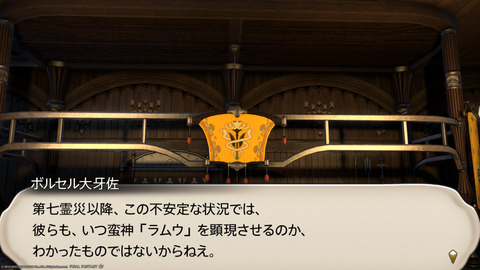 ボルセル大牙佐
第七霊災以降、この不安定な状況では、
彼らも、いつ蛮神「ラムウ」を顕現させるのか、
わかったものではないからねえ。